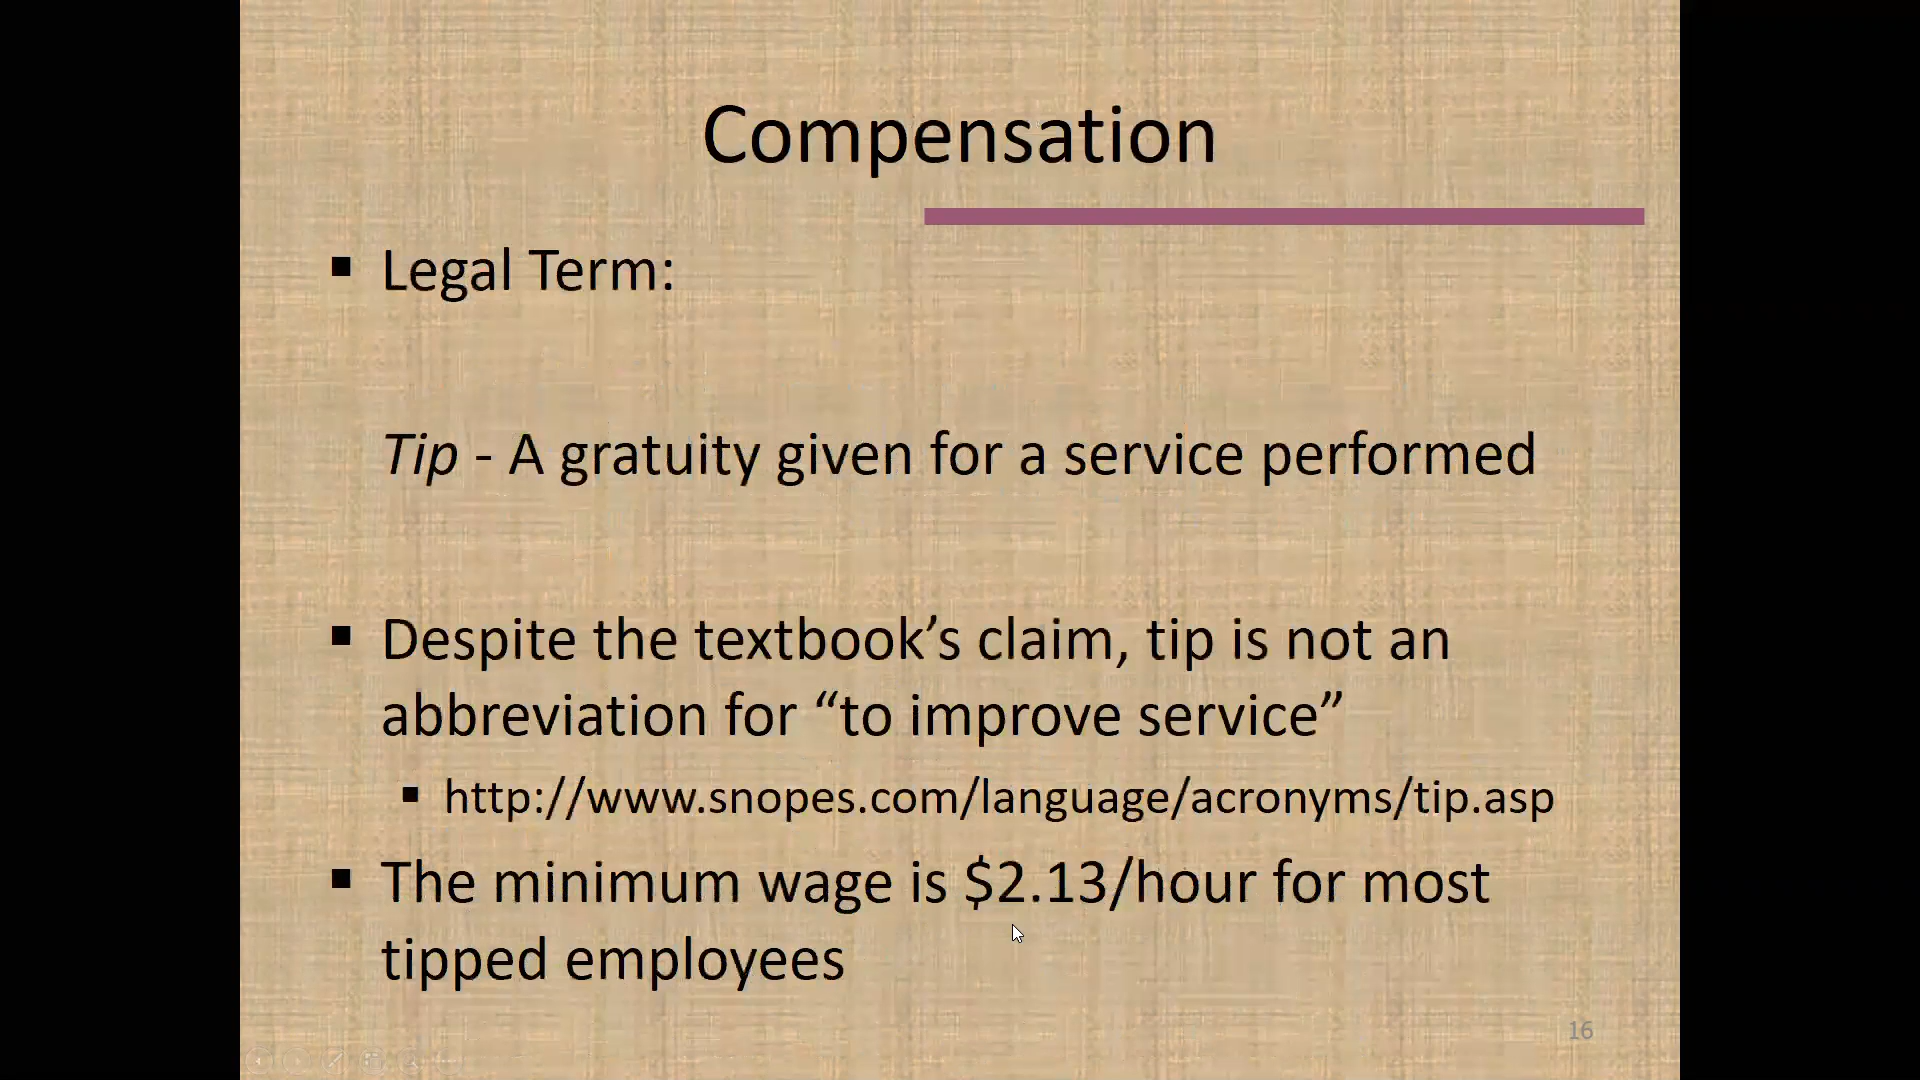 Compensation
▪ Legal Term:
Tip - A gratuity given for a service performed
▪ Despite the textbook’s claim, tip is not an
abbreviation for “to improve service”
▪ http://www.snopes.com/language/acronyms/tip.asp
▪ The minimum wage is $2.13/hour for most
tipped employees
16